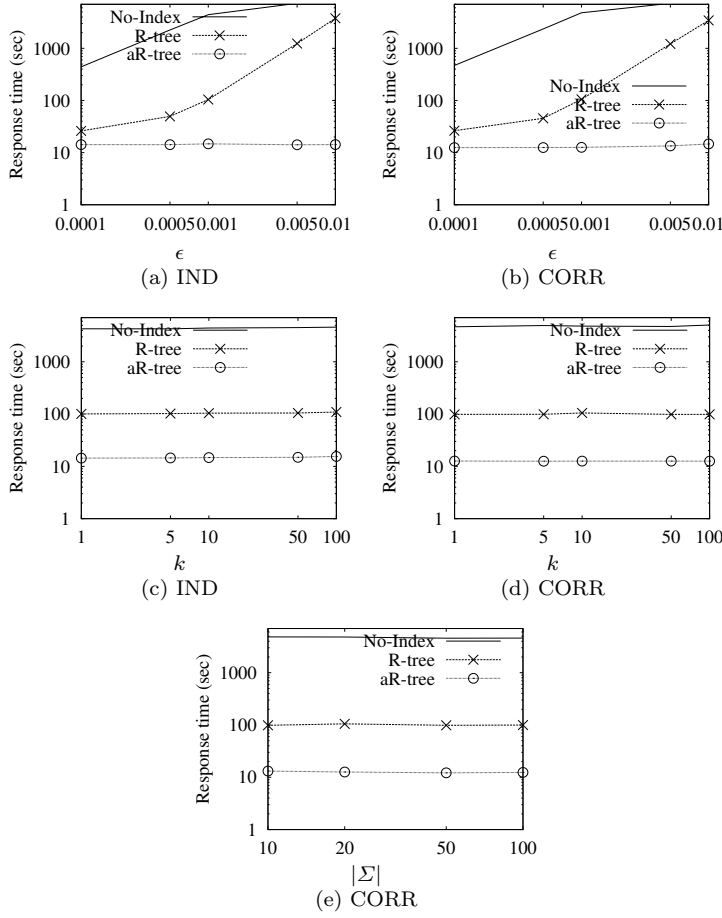 Response time (sec)
1000
100
10
1
No-Index
R-tree
aR-tree
0.0001 0.0005 0.001 0.005 0.01
ϵ
(a) IND
Response time (sec)
1000
100
10
1
No-Index
R-tree
aR-tree
0.0001 0.0005 0.001 0.005 0.01
ϵ
(b) CORR
Response time (sec)
1000
100
10
1
No-Index
R-tree
aR-tree
1 5 10 50 100
k
(c) IND
Response time (sec)
1000
100
10
1
No-Index
R-tree
aR-tree
1 5 10 50 100
k
(d) CORR
Response time (sec)
1000
100
10
1
No-Index
R-tree
aR-tree
10 20 50 100
|Σ|
(e) CORR